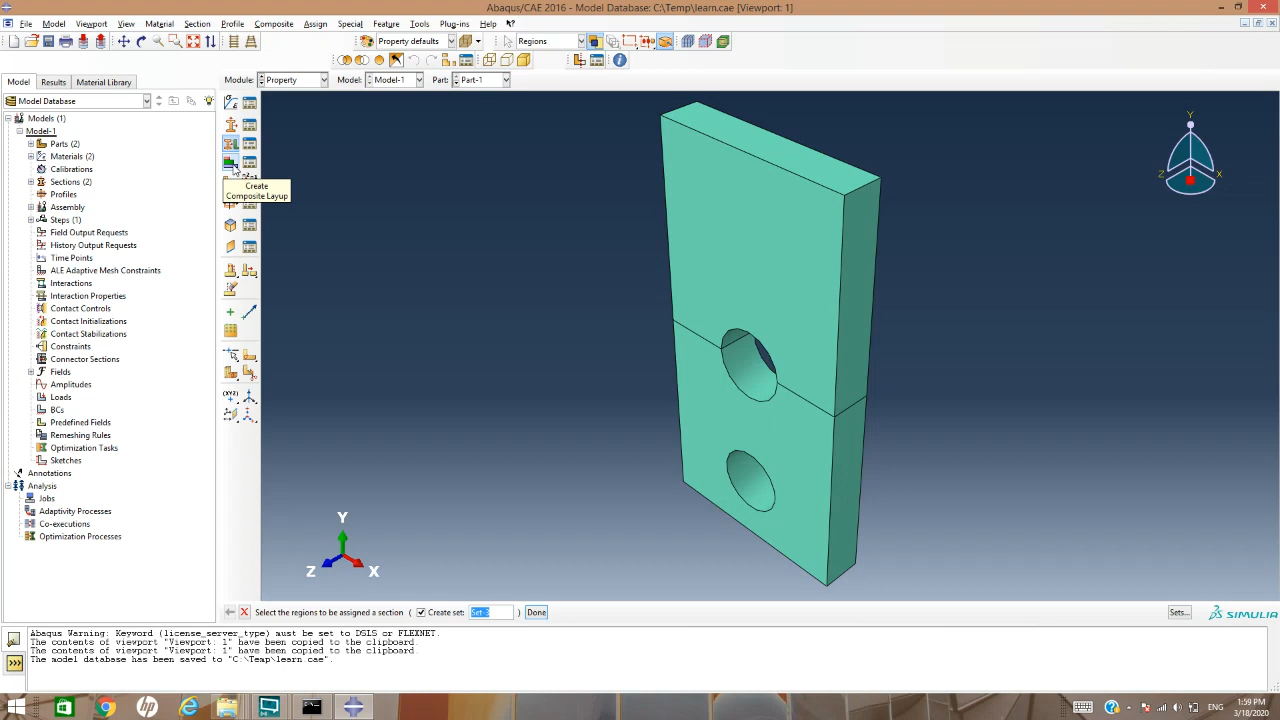 Abaqus/CAE 2016 - Model Database: C:\Temp\learn.cae [Viewport: 1]
File Model Viewport View Material Section Profile Composite Assign Special Feature Tools Plug-ins Help
Property defaults Regions
Model Results Material Library Module: Property Model: Model-1 Part: Part-1
Model Database
Models (1)
Model-1
Parts (2)
Materials (2)
Calibrations
Sections (2)
Profiles
Assembly
Steps (1)
Field Output Requests
History Output Requests
Time Points
ALE Adaptive Mesh Constraints
Interactions
Interaction Properties
Contact Controls
Contact Initializations
Contact Stabilizations
Constraints
Connector Sections
Fields
Amplitudes
Loads
BCs
Predefined Fields
Remeshing Rules
Optimization Tasks
Sketches
Annotations
Analysis
Jobs
Adaptivity Processes
Co-executions
Optimization Processes
Create
Composite Layup
(XYZ)
Y
Z X
Y
Z X
Select the regions to be assigned a section ( Create set: Set-3 ) Done Sets... SIMULIA
Abaqus Warning: Keyword (license_server_type) must be set to DSLS or FLEXNET.
The contents of viewport "Viewport: 1" have been copied to the clipboard.
The contents of viewport "Viewport: 1" have been copied to the clipboard.
The model database has been saved to "C:\Temp\learn.cae".
>>>
hp
ENG
1:59 PM
3/18/2020